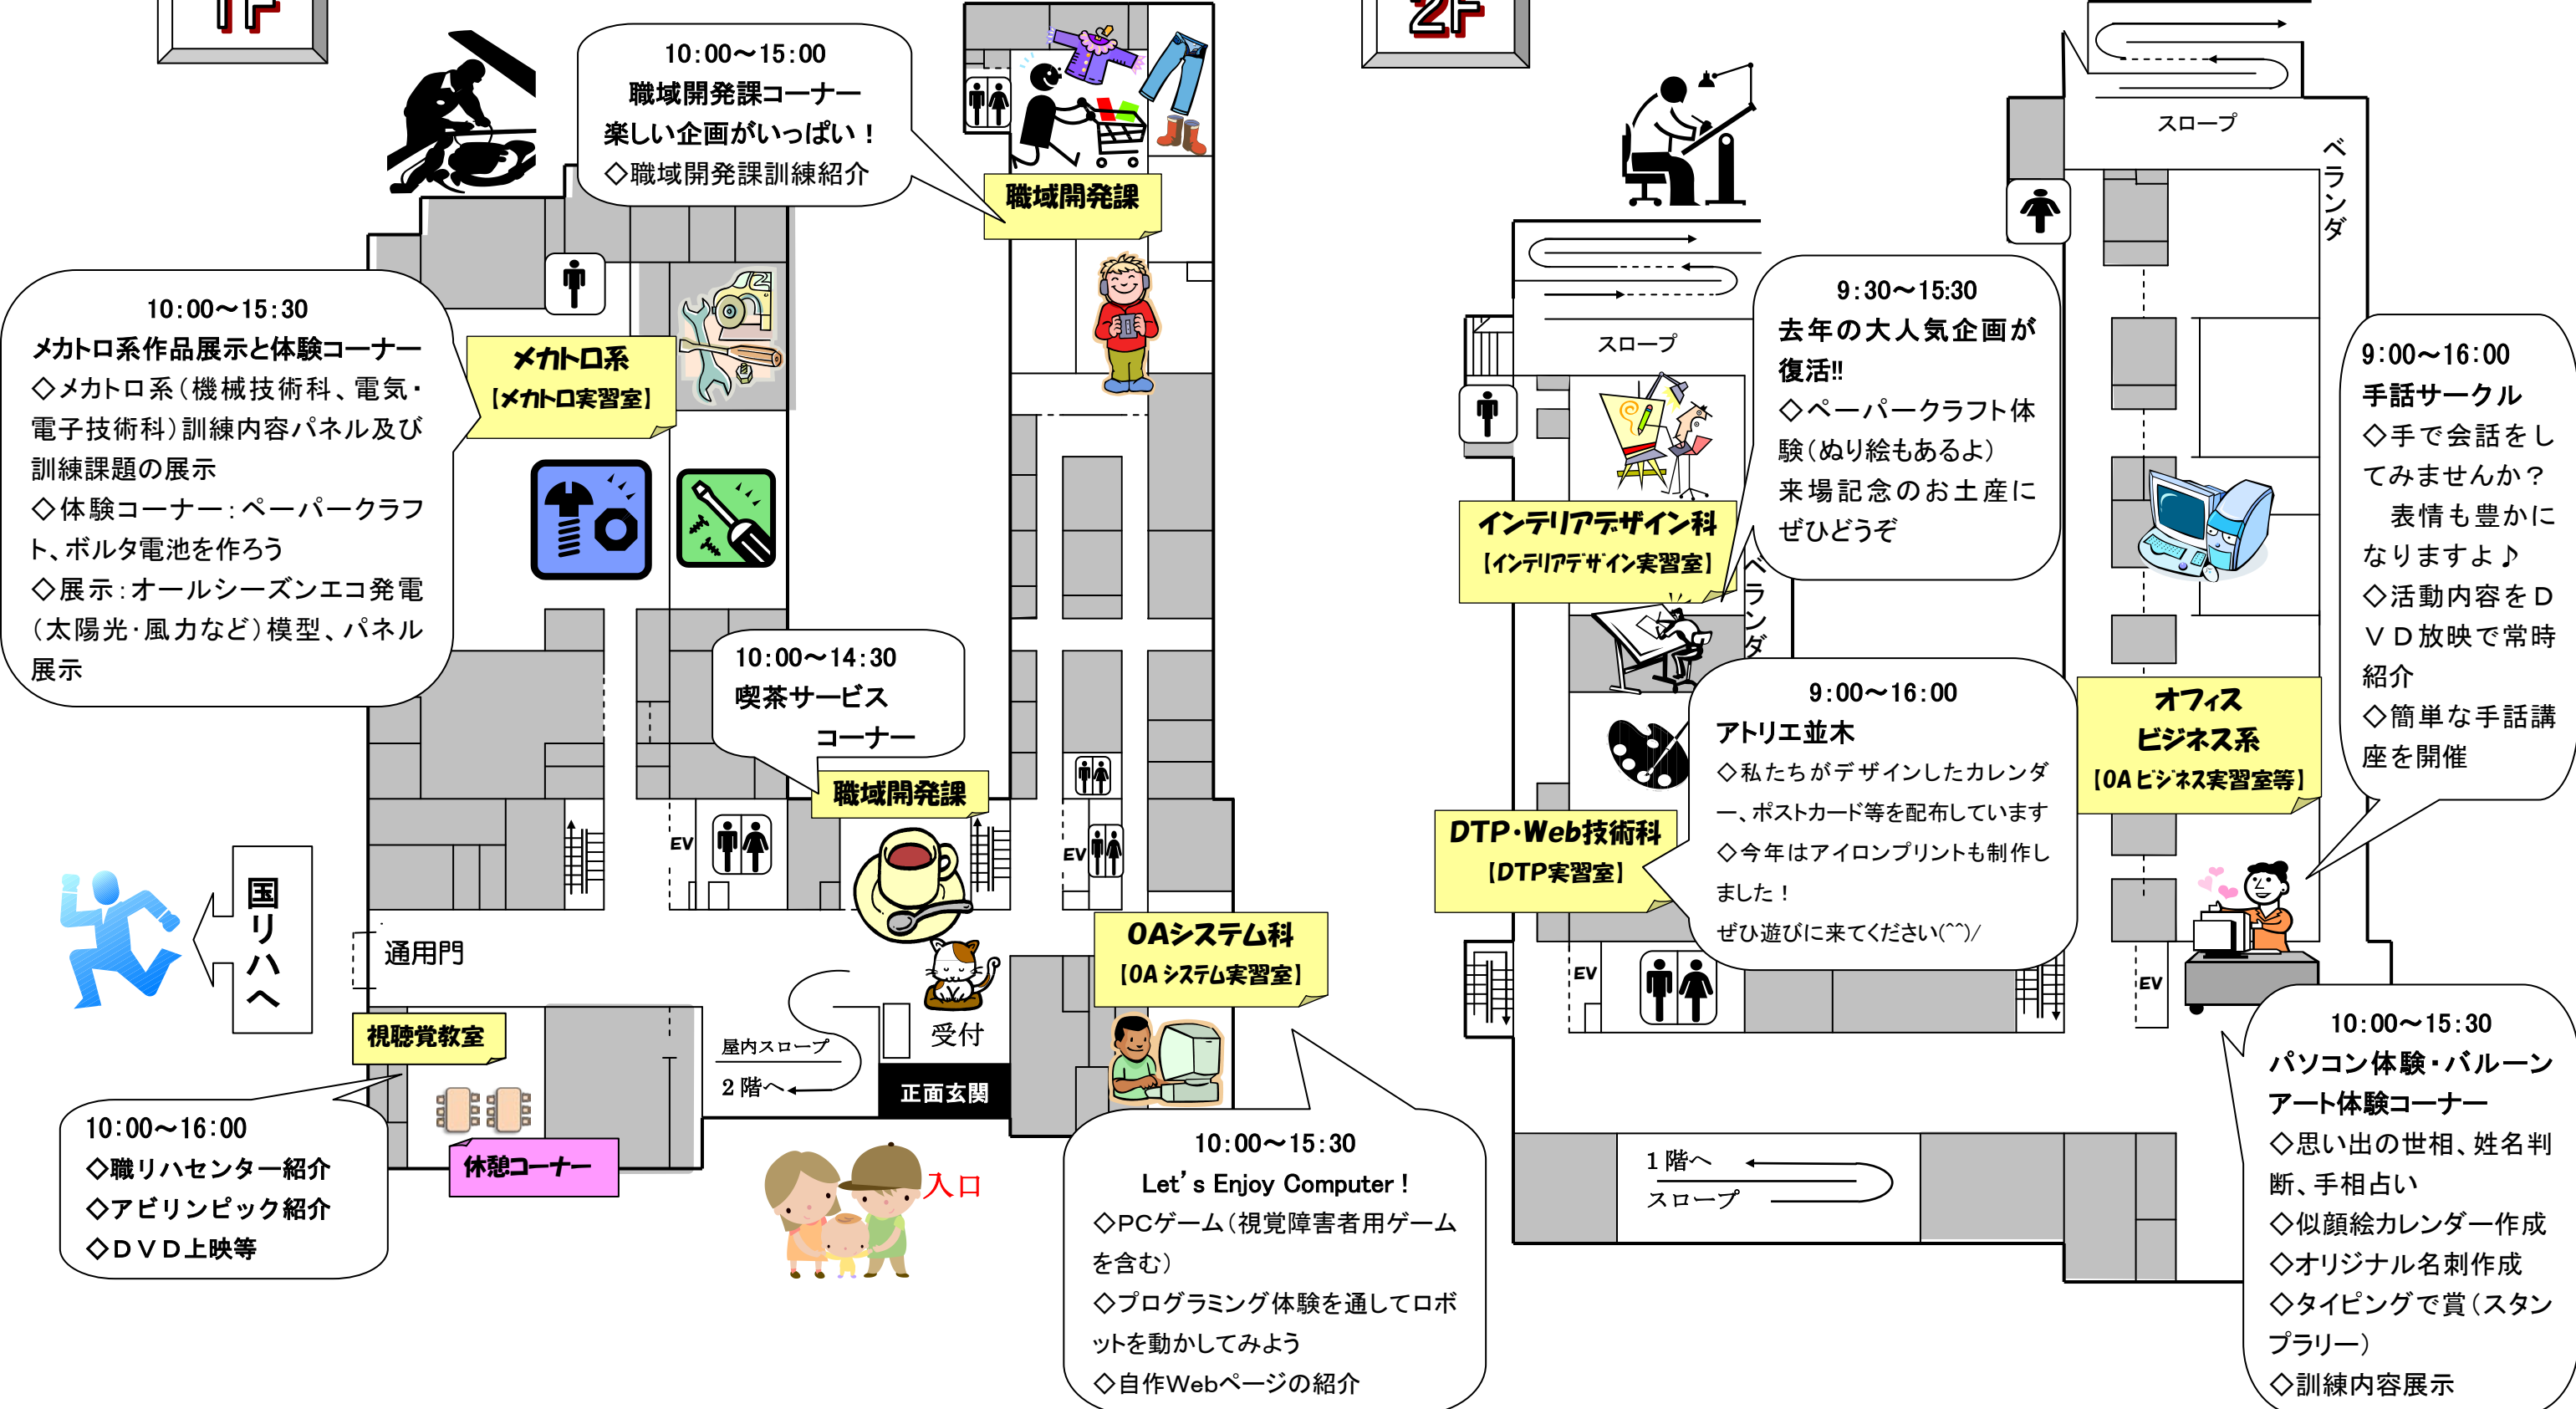 1F
10:00～15:00
職域開発課コーナー
楽しい企画がいっぱい！
◇職域開発課訓練紹介
職域開発課
10:00～15:30
メカトロ系作品展示と体験コーナー
◇メカトロ系（機械技術科、電気・
電子技術科）訓練内容パネル及び
訓練課題の展示
◇体験コーナー：ペーパークラフ
ト、ボルタ電池を作ろう
◇展示：オールシーズンエコ発電
（太陽光・風力など）模型、パネル
展示
メカトロ系
【メカトロ実習室】
10:00～14:30
喫茶サービス
コーナー
職域開発課
EV
EV
国リハへ
通用門
視聴覚教室
10:00～16:00
◇職リハセンター紹介
◇アビリンピック紹介
◇ＤＶＤ上映等
休憩コーナー
屋内スロープ
2階へ
受付
正面玄関
入口
OAシステム科
【OAシステム実習室】
10:00～15:30
Let's Enjoy Computer！
◇PCゲーム（視覚障害者用ゲーム
を含む）
◇プログラミング体験を通してロボ
ットを動かしてみよう
◇自作Webページの紹介
2F
スロープ
ベランダ
スロープ
9:30～15:30
去年の大人気企画が
復活!!
◇ペーパークラフト体
験（ぬり絵もあるよ）
来場記念のお土産に
ぜひどうぞ
インテリアデザイン科
【インテリアデザイン実習室】
ベランダ
9:00～16:00
手話サークル
◇手で会話をし
てみませんか？
表情も豊かに
なりますよ♪
◇活動内容をＤ
ＶＤ放映で常時
紹介
◇簡単な手話講
座を開催
9:00～16:00
アトリエ並木
◇私たちがデザインしたカレンダ
ー、ポストカード等を配布しています
◇今年はアイロンプリントも制作し
ました！
ぜひ遊びに来てください(^^)/
DTP・Web技術科
【DTP実習室】
オフィス
ビジネス系
【OAビジネス実習室等】
EV
EV
1階へ
スロープ
10:00～15:30
パソコン体験・バルーン
アート体験コーナー
◇思い出の世相、姓名判
断、手相占い
◇似顔絵カレンダー作成
◇オリジナル名刺作成
◇タイピングで賞（スタン
プラリー）
◇訓練内容展示